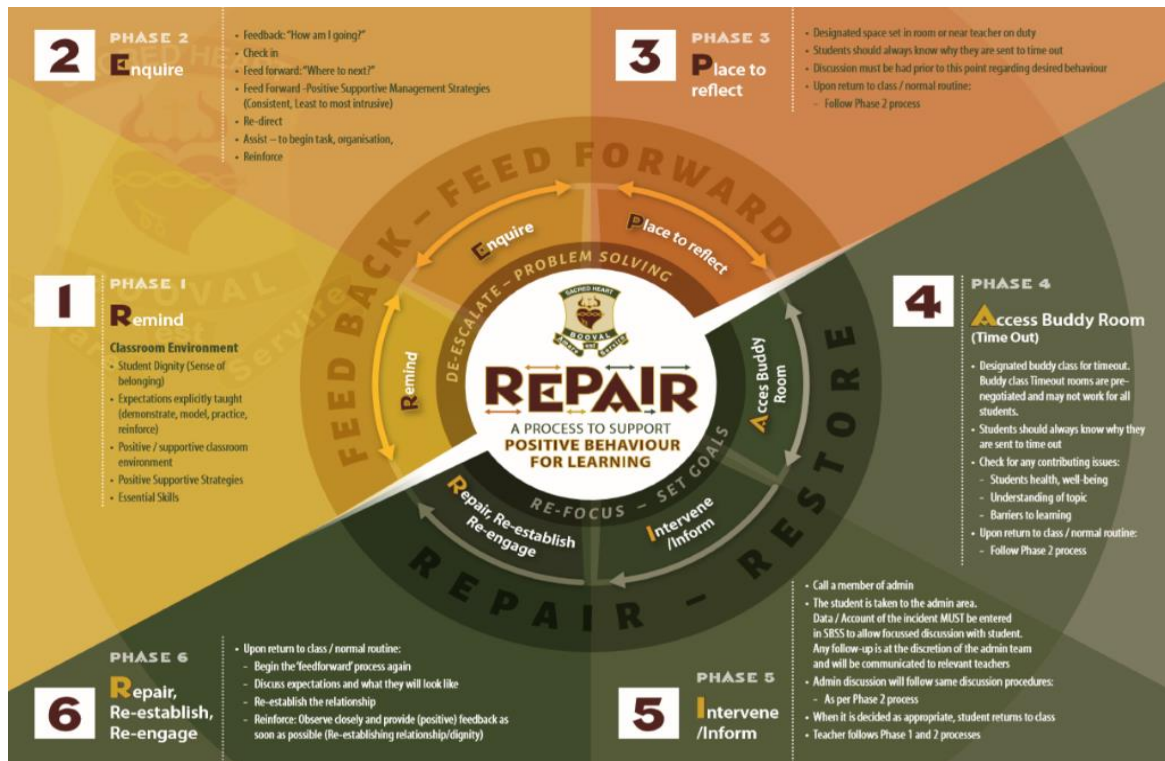 2
PHASE 2
Enquire
• Feedback: "How am I going?"
• Check in
• Feed forward: "Where to next?"
• Feed Forward -Positive Supportive Management Strategies
(Consistent, Least to most intrusive)
• Re-direct
• Assist – to begin task, organisation,
• Reinforce
3
PHASE 3
Place to
reflect
• Designated space set in room or near teacher on duty
• Students should always know why they are sent to time out
• Discussion must be had prior to this point regarding desired behaviour
• Upon return to class / normal routine:
– Follow Phase 2 process
1
PHASE 1
Remind
Classroom Environment
• Student Dignity (Sense of
belonging)
• Expectations explicitly taught
(demonstrate, model, practice,
reinforce)
• Positive / supportive classroom
environment
• Positive Supportive Strategies
• Essential Skills
FEED BACK – FEED FORWARD
Remind
Enquire
Place to reflect
DE-ESCALATE – PROBLEM SOLVING
SACRED HEART
BOOVAL
REPAIR
A PROCESS TO SUPPORT
POSITIVE BEHAVIOUR
FOR LEARNING
RE-FOCUS – SET GOALS
Acces Buddy
Room
Intervene
/Inform
Repair, Re-establish
Re-engage
REPAIR – RESTORE
4
PHASE 4
Access Buddy Room
(Time Out)
• Designated buddy class for timeout.
Buddy class Timeout rooms are pre-
negotiated and may not work for all
students.
• Students should always know why they
are sent to time out
• Check for any contributing issues:
– Students health, well-being
– Understanding of topic
– Barriers to learning
• Upon return to class / normal routine:
– Follow Phase 2 process
5
PHASE 5
Intervene
/Inform
• Call a member of admin
• The student is taken to the admin area.
Data / Account of the incident MUST be entered
in SBSS to allow focussed discussion with student.
Any follow-up is at the discretion of the admin team
and will be communicated to relevant teachers
• Admin discussion will follow same discussion procedures:
– As per Phase 2 process
• When it is decided as appropriate, student returns to class
• Teacher follows Phase 1 and 2 processes
6
PHASE 6
Repair,
Re-establish,
Re-engage
• Upon return to class / normal routine:
– Begin the 'feedforward' process again
– Discuss expectations and what they will look like
– Re-establish the relationship
– Reinforce: Observe closely and provide (positive) feedback as
soon as possible (Re-establishing relationship/dignity)